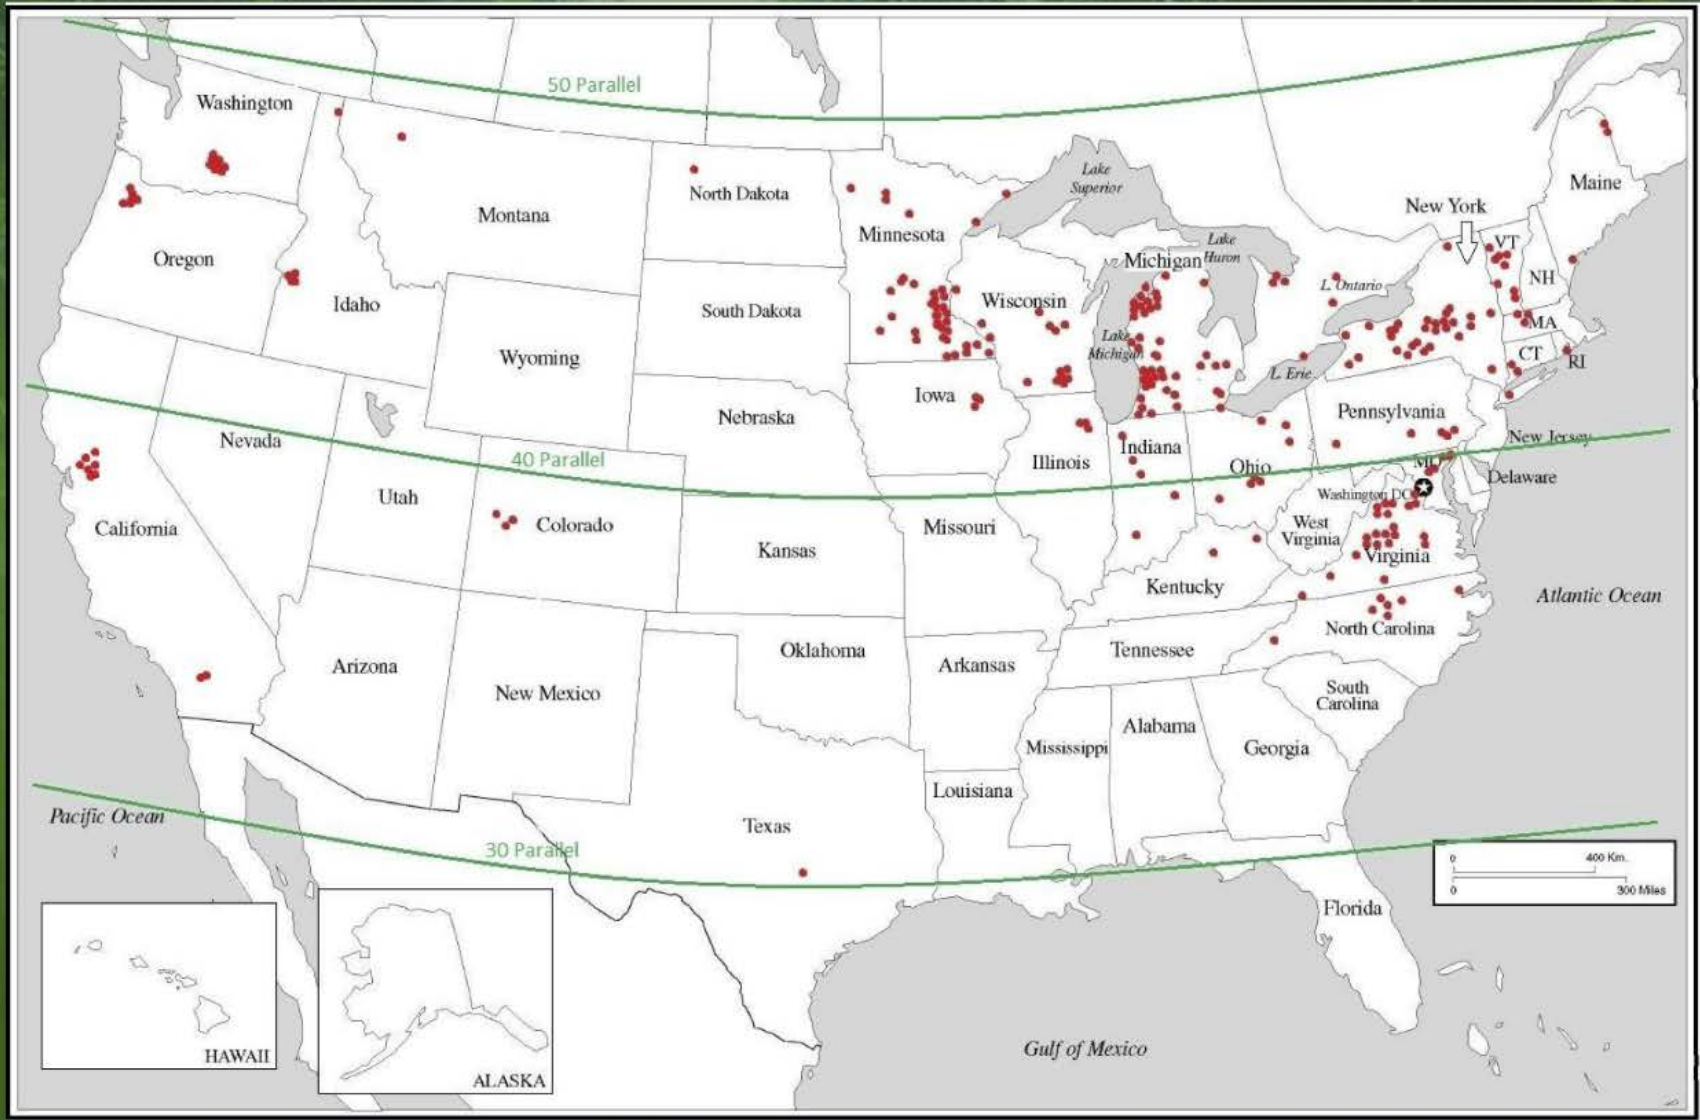 50 Parallel
Washington
Lake
Superior
Maine
Montana
North Dakota
New York
Minnesota
Lake
Huron
VT
Oregon
Michigan
NH
L. Ontario
Idaho
South Dakota
Wisconsin
MA
Lake
Michigan
Wyoming
CT
RI
L. Erie
Iowa
Nebraska
Pennsylvania
Nevada
New Jersey
40 Parallel
Indiana
Illinois
Ohio
MD
Delaware
Utah
Washington DC
California
Colorado
Missouri
West
Virginia
Kansas
Virginia
Kentucky
Atlantic Ocean
North Carolina
Oklahoma
Tennessee
Arizona
Arkansas
New Mexico
South
Carolina
Alabama
Mississippi
Georgia
Louisiana
Pacific Ocean
Texas
30 Parallel
0
400 Km.
0
300 Miles
Florida
HAWAII
Gulf of Mexico
ALASKA